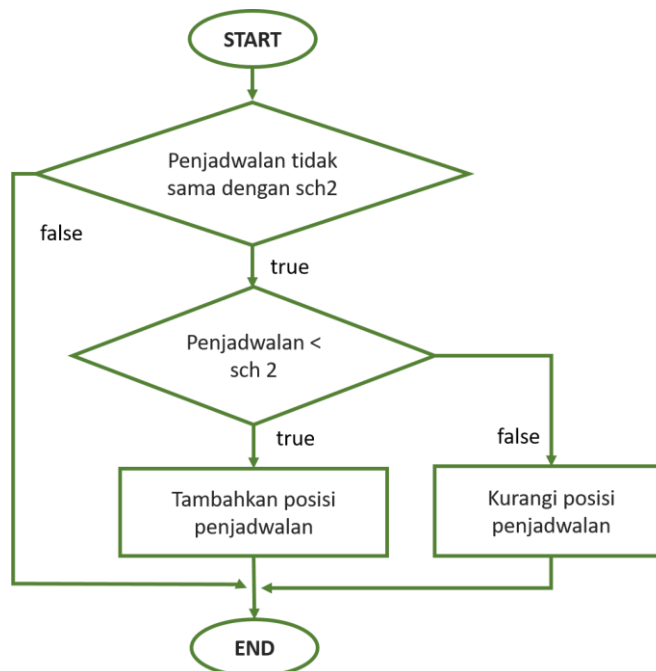 START
Penjadwalan tidak
sama dengan sch2
false
true
Penjadwalan <
sch 2
true
false
Tambahkan posisi
penjadwalan
Kurangi posisi
penjadwalan
END